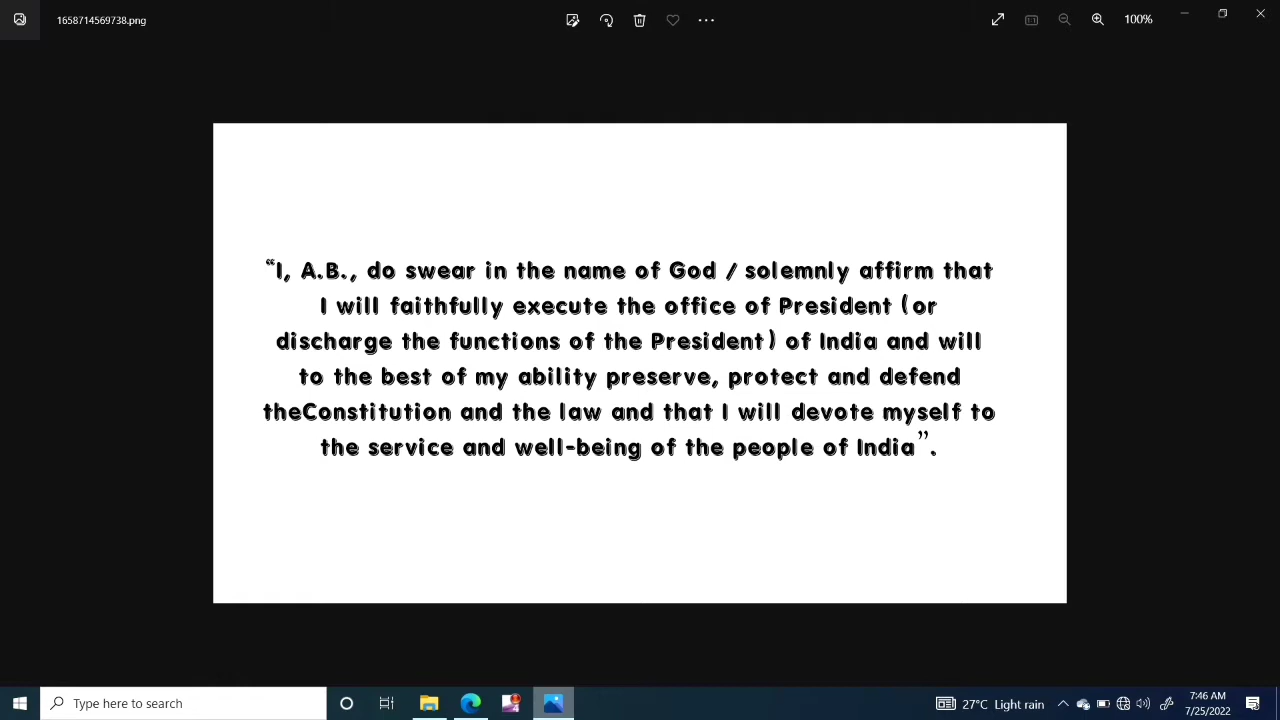 1658714569738.png
100%
“I, A.B., do swear in the name of God / solemnly affirm that
I will faithfully execute the office of President (or
discharge the functions of the President) of India and will
to the best of my ability preserve, protect and defend
theConstitution and the law and that I will devote myself to
the service and well-being of the people of India”.
Type here to search
27°C Light rain
7:46 AM
7/25/2022